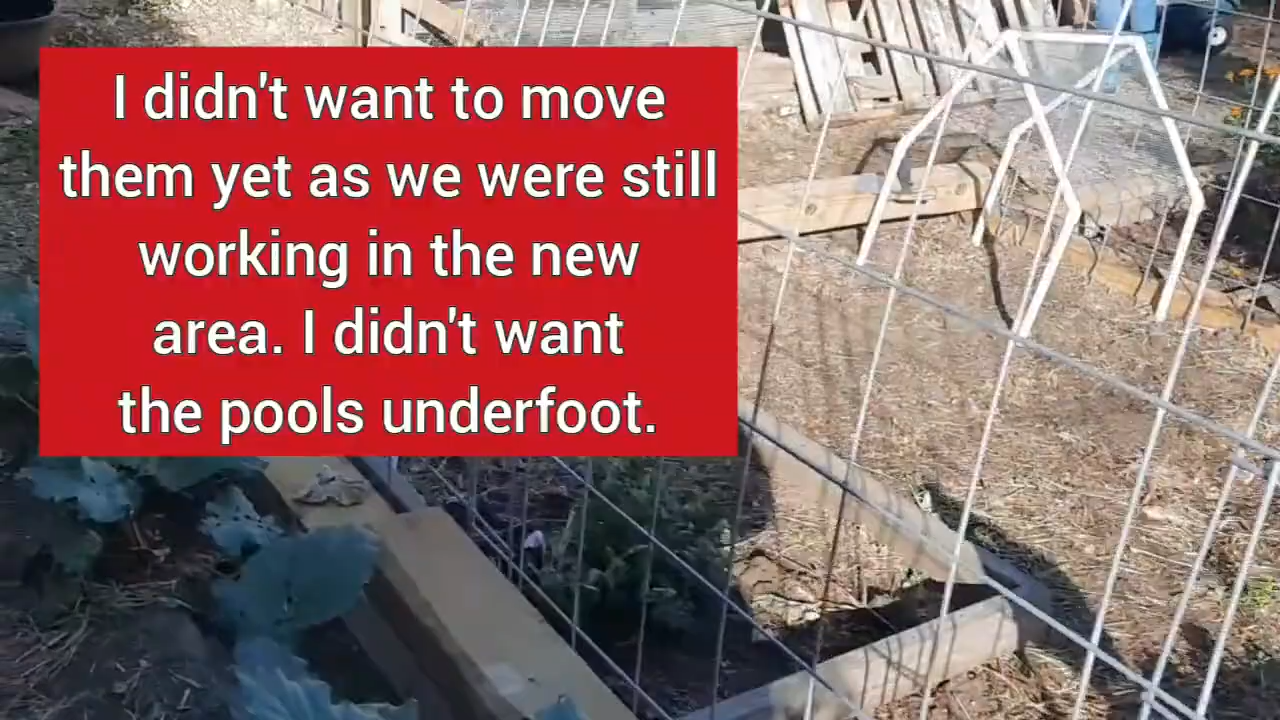 I didn't want to move
them yet as we were still
working in the new
area. I didn't want
the pools underfoot.